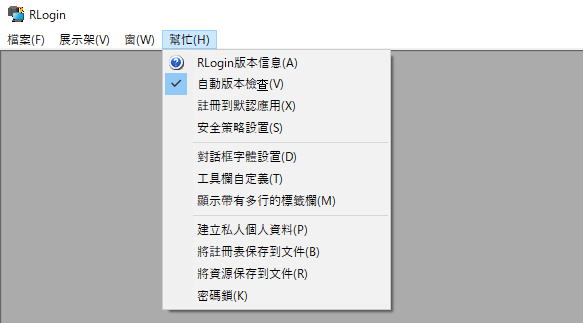 RLogin
檔案(F) 展示架(V) 窗(W) 幫忙(H)
RLogin版本信息(A)
自動版本檢查(V)
註冊到默認應用(X)
安全策略設置(S)
對話框字體設置(D)
工具欄自定義(T)
顯示帶有多行的標籤欄(M)
建立私人個人資料(P)
將註冊表保存到文件(B)
將資源保存到文件(R)
密碼鎖(K)